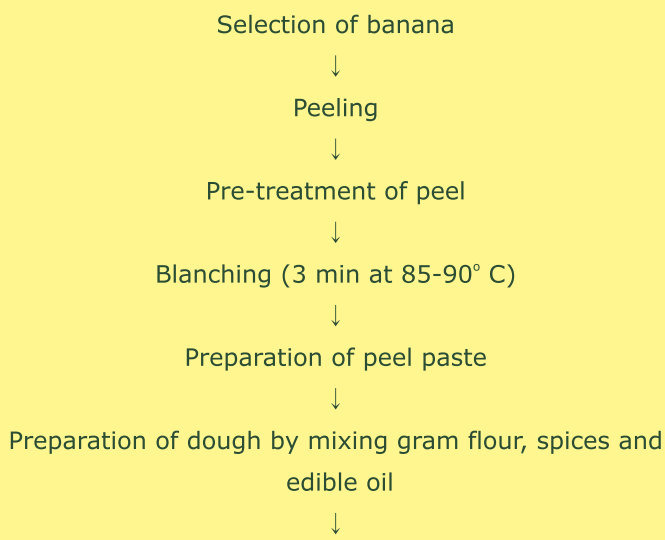 Selection of banana
↓
Peeling
↓
Pre-treatment of peel
↓
Blanching (3 min at 85-90° C)
↓
Preparation of peel paste
↓
Preparation of dough by mixing gram flour, spices and
edible oil
↓